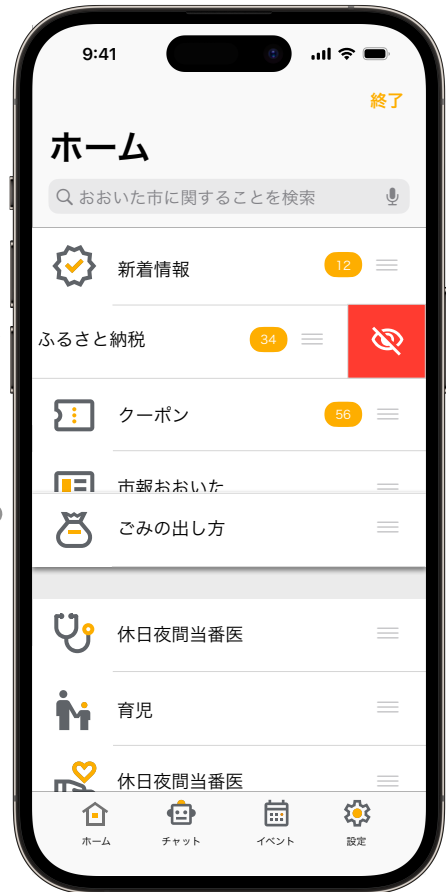 9:41
終了
ホーム
おおいた市に関することを検索
新着情報 12
ふるさと納税 34
クーポン 56
市報おおいた
ごみの出し方
休日夜間当番医
育児
休日夜間当番医
ホーム チャット イベント 設定